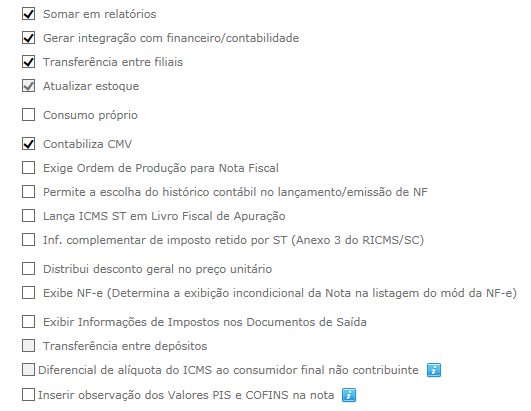 Somar em relatórios
Gerar integração com financeiro/contabilidade
Transferência entre filiais
Atualizar estoque
Consumo próprio
Contabiliza CMV
Exige Ordem de Produção para Nota Fiscal
Permite a escolha do histórico contábil no lançamento/emissão de NF
Lança ICMS ST em Livro Fiscal de Apuração
Inf. complementar de imposto retido por ST (Anexo 3 do RICMS/SC)
Distribui desconto geral no preço unitário
Exibe NF-e (Determina a exibição incondicional da Nota na listagem do mód da NF-e)
Exibir Informações de Impostos nos Documentos de Saída
Transferência entre depósitos
Diferencial de alíquota do ICMS ao consumidor final não contribuinte i
Inserir observação dos Valores PIS e COFINS na nota i